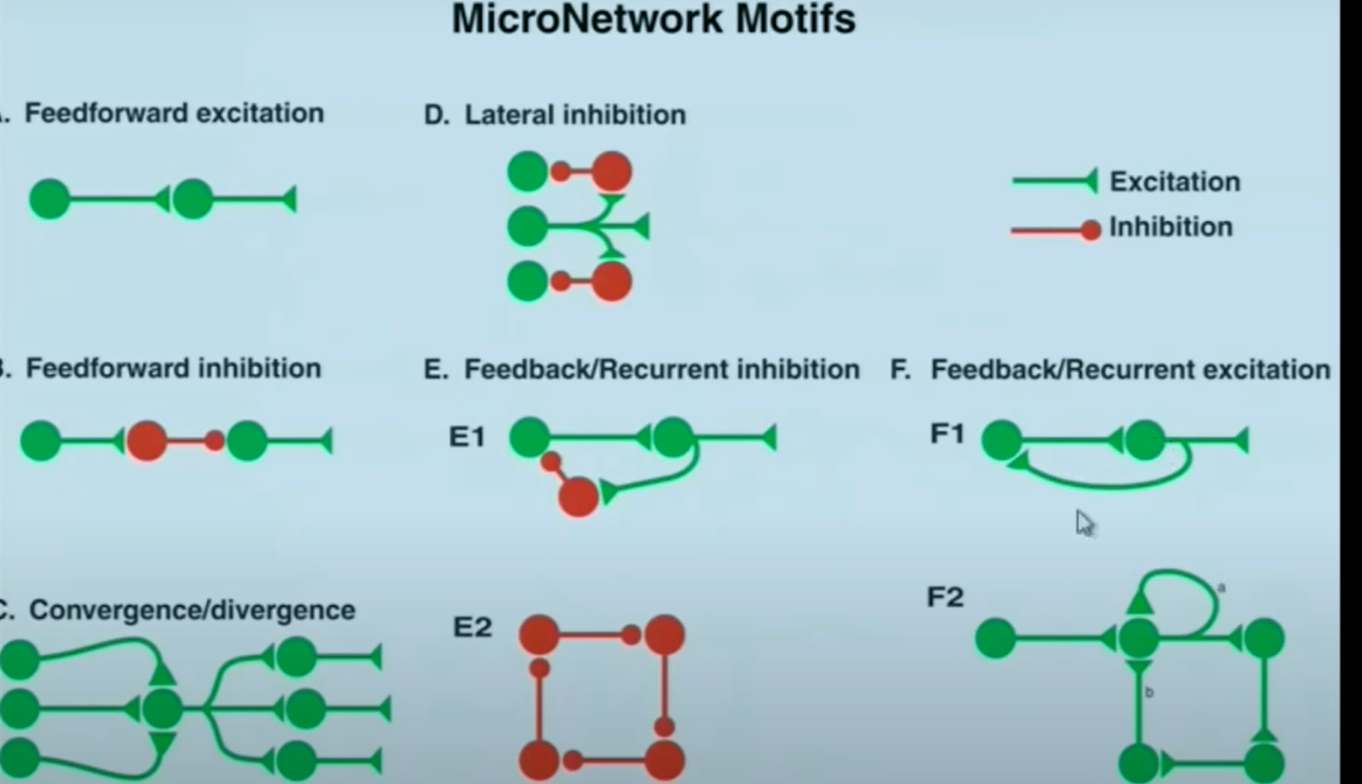 MicroNetwork Motifs
. Feedforward excitation
D. Lateral inhibition
Excitation
Inhibition
. Feedforward inhibition
E. Feedback/Recurrent inhibition
F. Feedback/Recurrent excitation
E1
F1
C. Convergence/divergence
E2
F2
a
b